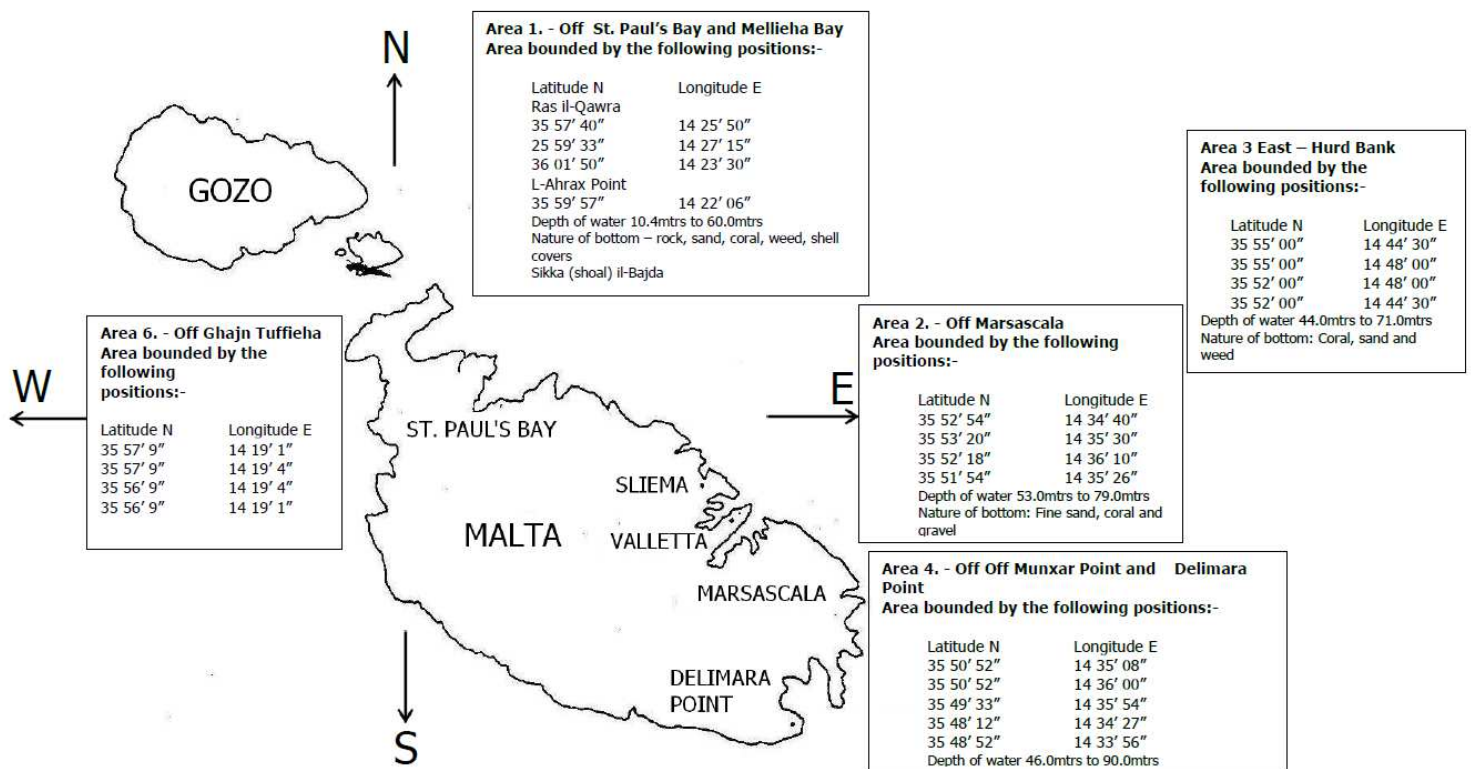 N
Area 1. - Off St. Paul's Bay and Mellieha Bay
Area bounded by the following positions:-
Latitude N Longitude E
Ras il-Qawra
35 57' 40" 14 25' 50"
25 59' 33" 14 27' 15"
36 01' 50" 14 23' 30"
L-Ahrax Point
35 59' 57" 14 22' 06"
Depth of water 10.4mtrs to 60.0mtrs
Nature of bottom – rock, sand, coral, weed, shell
covers
Sikka (shoal) il-Bajda
GOZO
Area 3 East – Hurd Bank
Area bounded by the
following positions:-
Latitude N Longitude E
35 55' 00" 14 44' 30"
35 55' 00" 14 48' 00"
35 52' 00" 14 48' 00"
35 52' 00" 14 44' 30"
Depth of water 44.0mtrs to 71.0mtrs
Nature of bottom: Coral, sand and
weed
W
Area 6. - Off Ghajn Tuffieha
Area bounded by the
following
positions:-
Latitude N Longitude E
35 57' 9" 14 19' 1"
35 57' 9" 14 19' 4"
35 56' 9" 14 19' 4"
35 56' 9" 14 19' 1"
E
Area 2. - Off Marsascala
Area bounded by the following
positions:-
Latitude N Longitude E
35 52' 54" 14 34' 40"
35 53' 20" 14 35' 30"
35 52' 18" 14 36' 10"
35 51' 54" 14 35' 26"
Depth of water 53.0mtrs to 79.0mtrs
Nature of bottom: Fine sand, coral and
gravel
ST. PAUL'S BAY
SLIEMA
MALTA
VALLETTA
MARSASCALA
DELIMARA
POINT
S
Area 4. - Off Off Munxar Point and Delimara
Point
Area bounded by the following positions:-
Latitude N Longitude E
35 50' 52" 14 35' 08"
35 50' 52" 14 36' 00"
35 49' 33" 14 35' 54"
35 48' 12" 14 34' 27"
35 48' 52" 14 33' 56"
Depth of water 46.0mtrs to 90.0mtrs